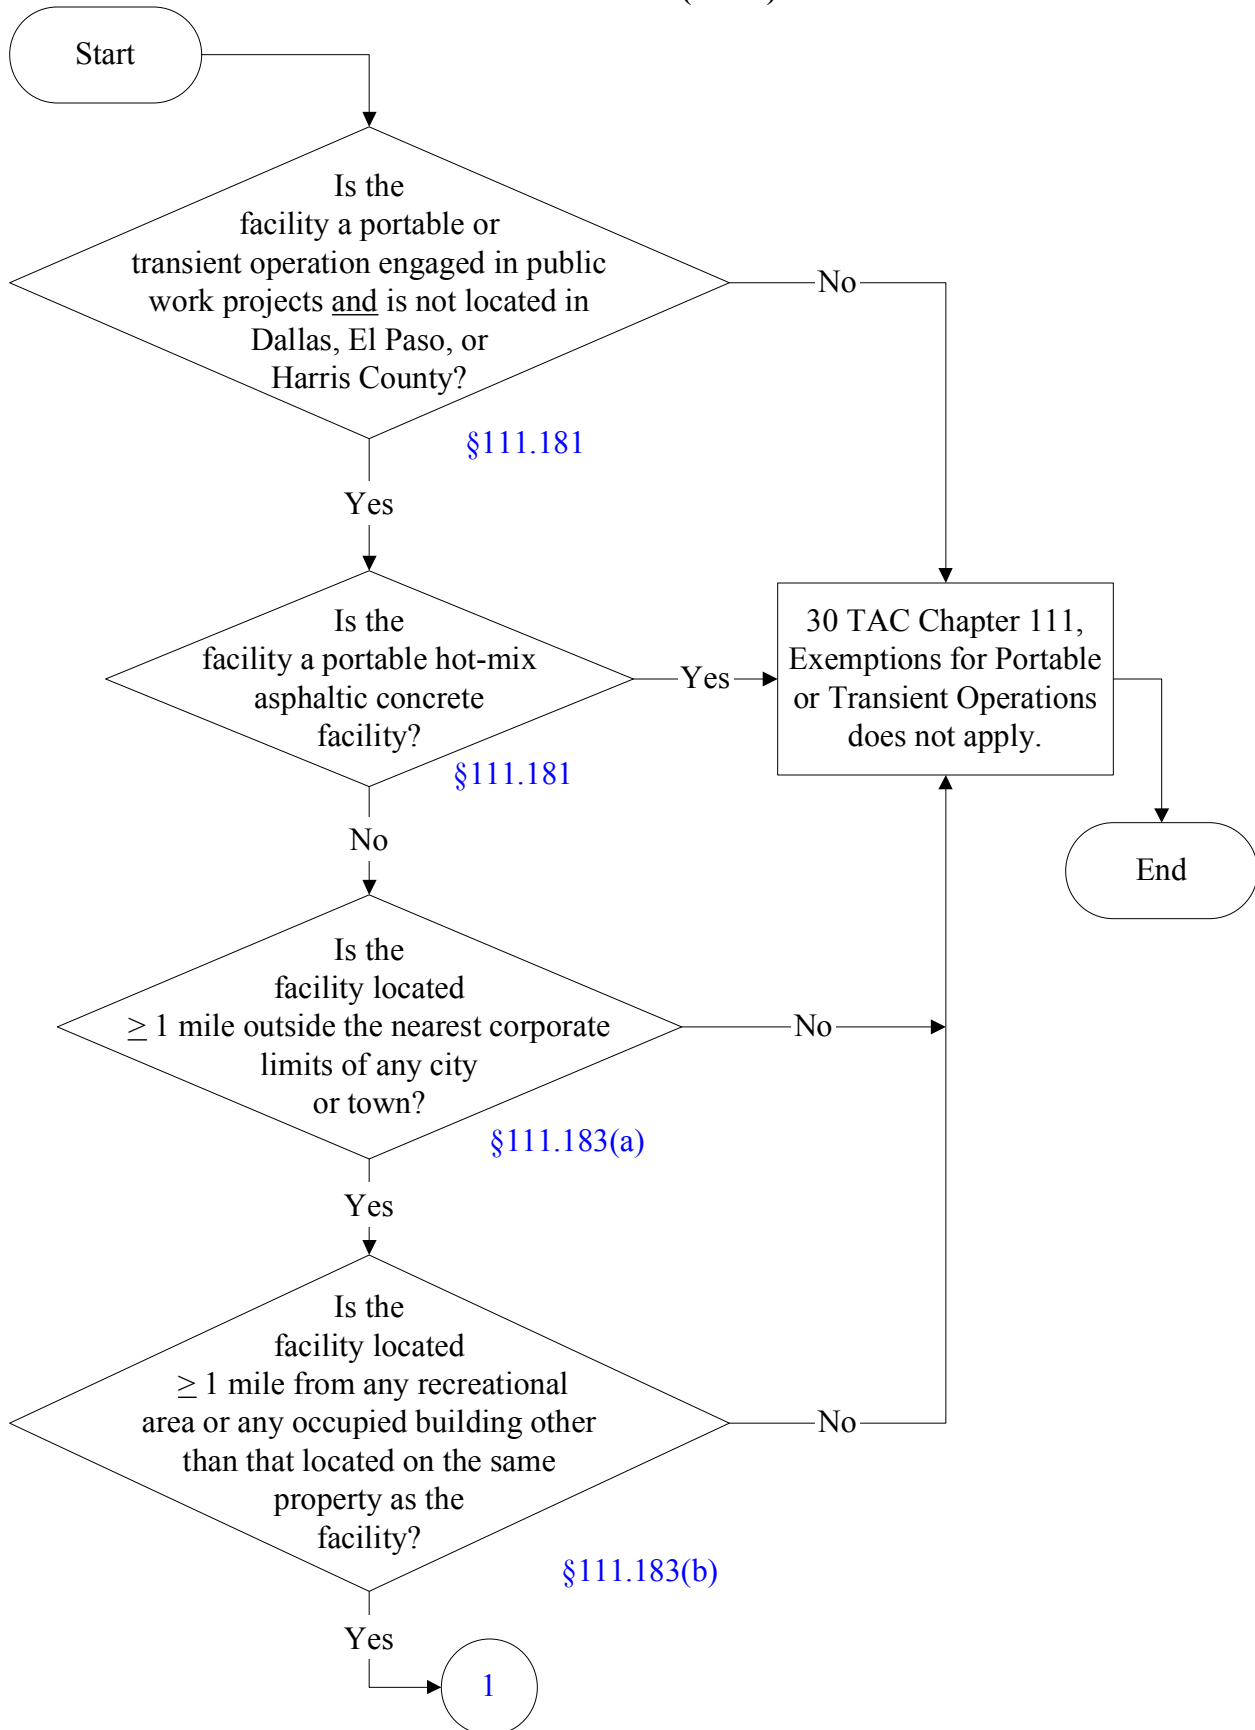 Start
Is the
facility a portable or
transient operation engaged in public
work projects and is not located in
Dallas, El Paso, or
Harris County?
No
§111.181
Yes
Is the
facility a portable hot-mix
asphaltic concrete
facility?
Yes
30 TAC Chapter 111,
Exemptions for Portable
or Transient Operations
does not apply.
§111.181
No
End
Is the
facility located
≥ 1 mile outside the nearest corporate
limits of any city
or town?
No
§111.183(a)
Yes
Is the
facility located
≥ 1 mile from any recreational
area or any occupied building other
than that located on the same
property as the
facility?
No
§111.183(b)
Yes
1